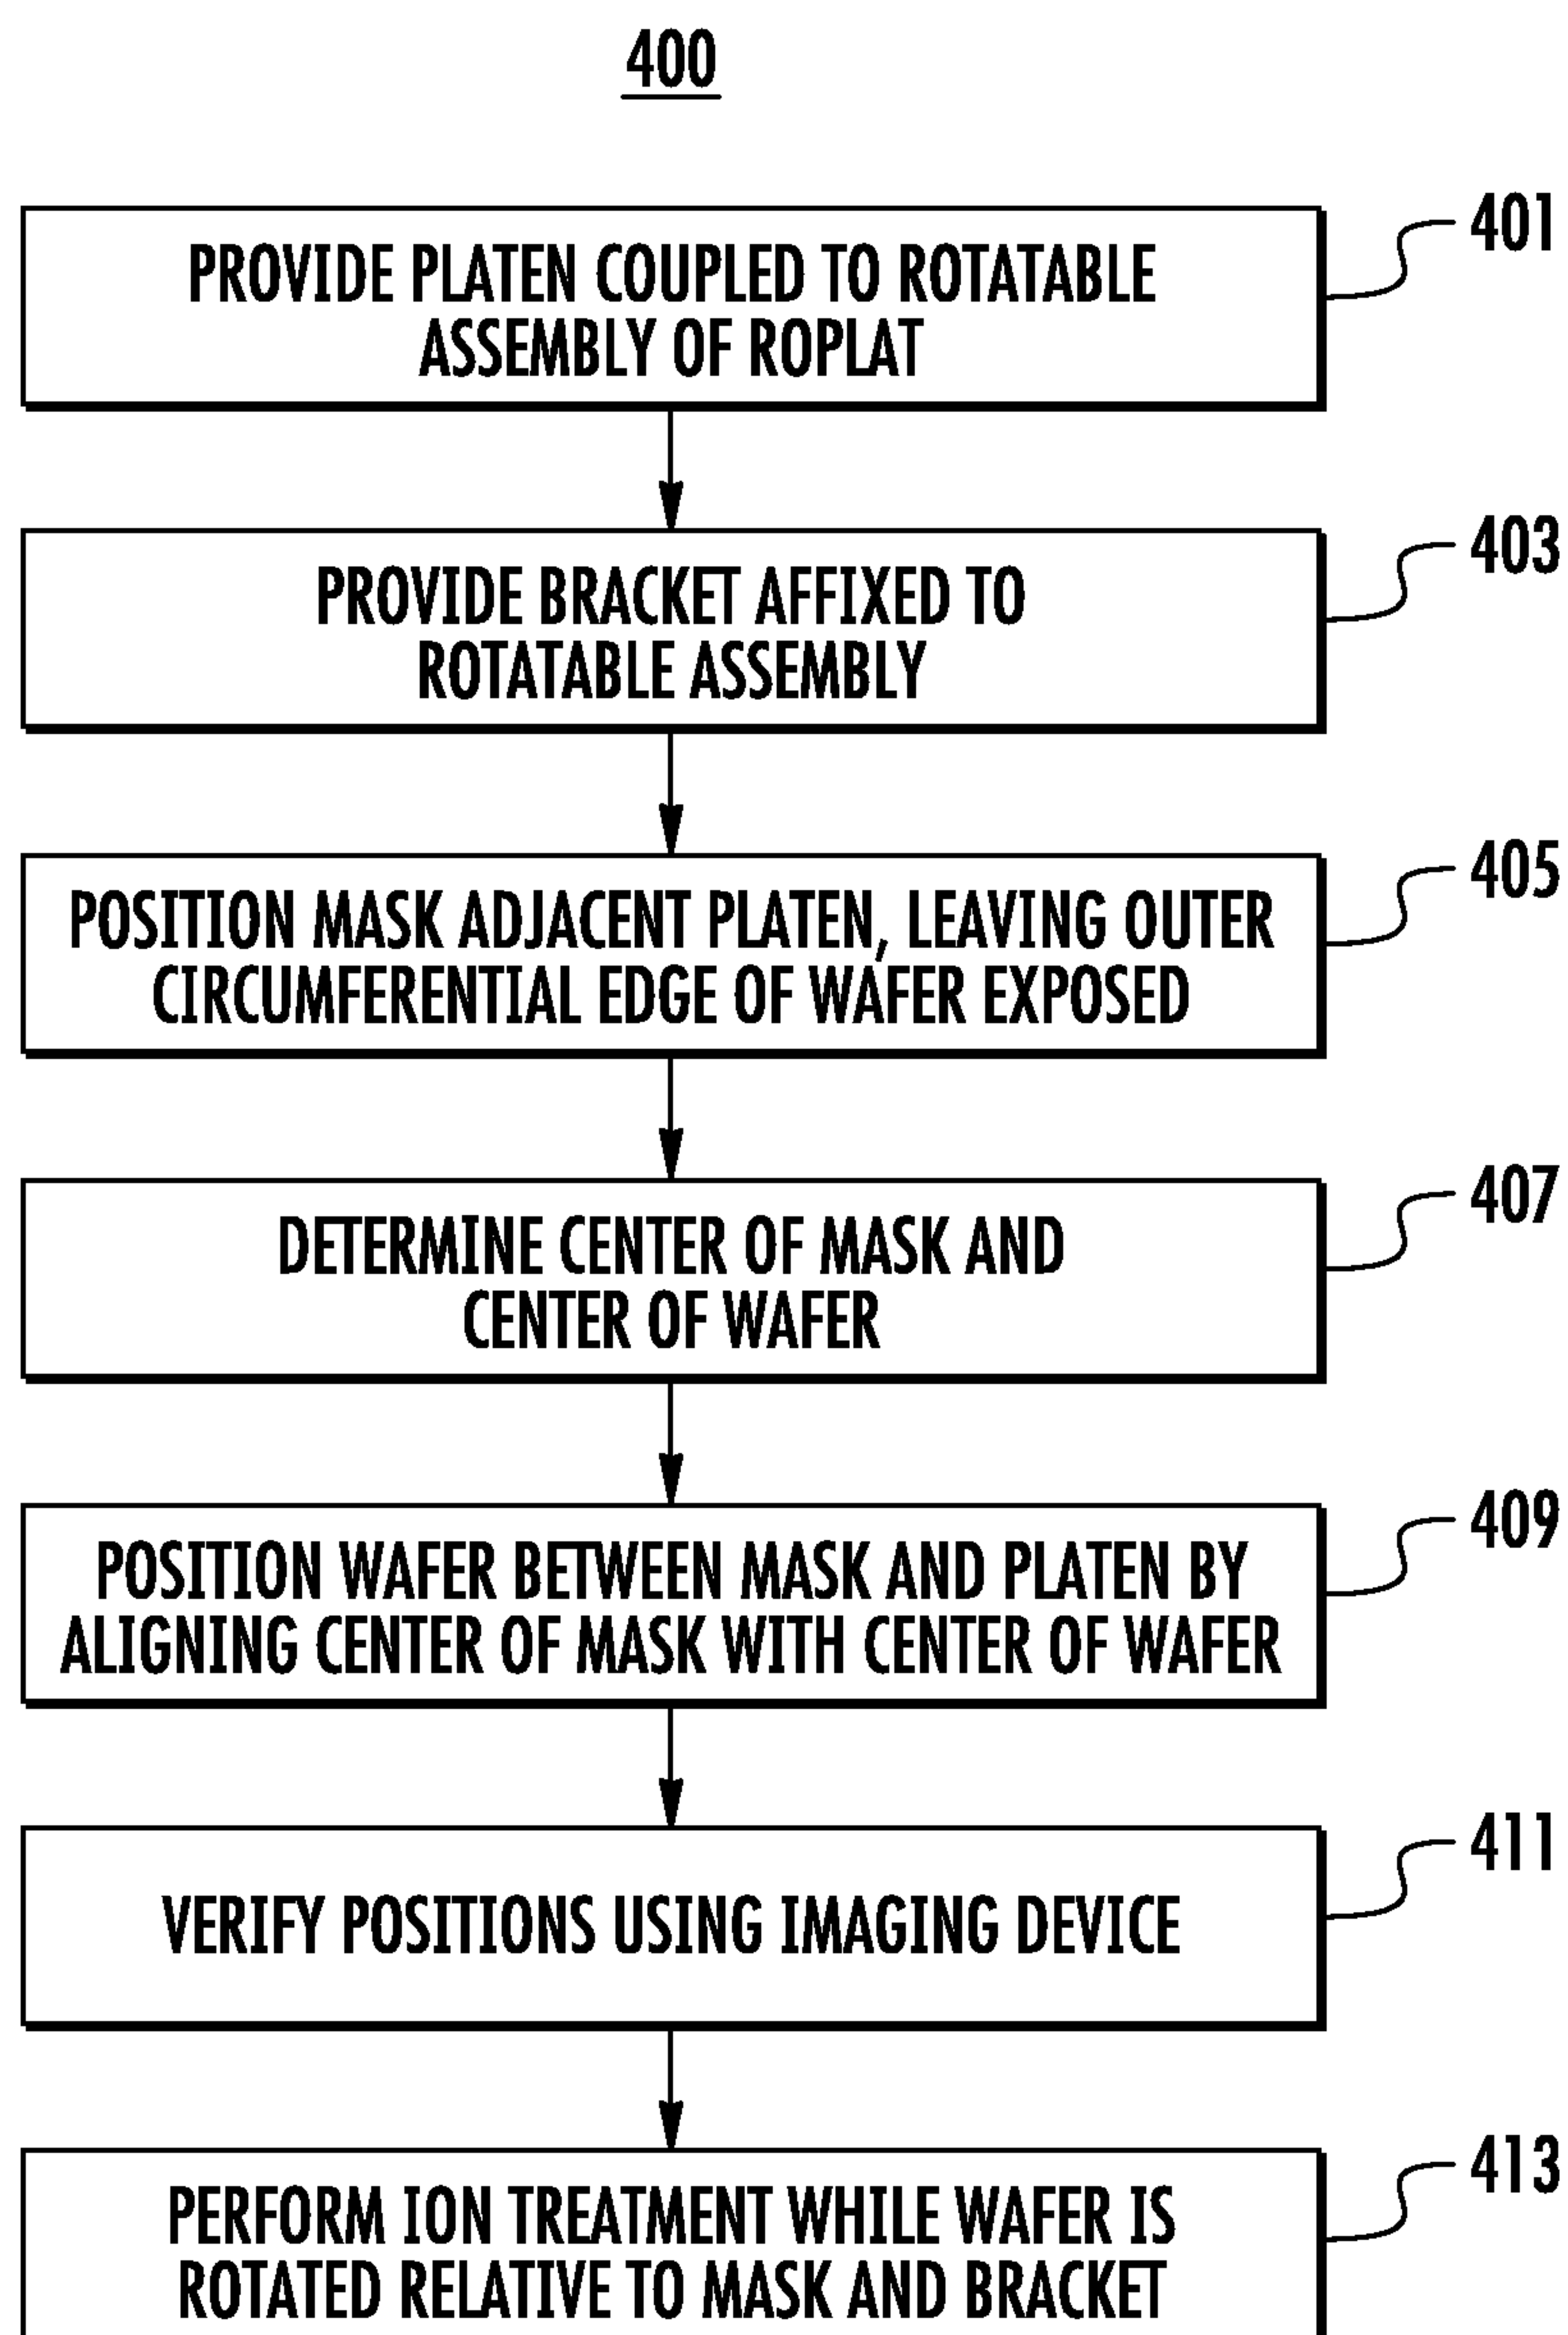 400
401
PROVIDE PLATEN COUPLED TO ROTATABLE
ASSEMBLY OF ROPLAT
403
PROVIDE BRACKET AFFIXED TO
ROTATABLE ASSEMBLY
405
POSITION MASK ADJACENT PLATEN, LEAVING OUTER
CIRCUMFERENTIAL EDGE OF WAFER EXPOSED
407
DETERMINE CENTER OF MASK AND
CENTER OF WAFER
409
POSITION WAFER BETWEEN MASK AND PLATEN BY
ALIGNING CENTER OF MASK WITH CENTER OF WAFER
411
VERIFY POSITIONS USING IMAGING DEVICE
413
PERFORM ION TREATMENT WHILE WAFER IS
ROTATED RELATIVE TO MASK AND BRACKET